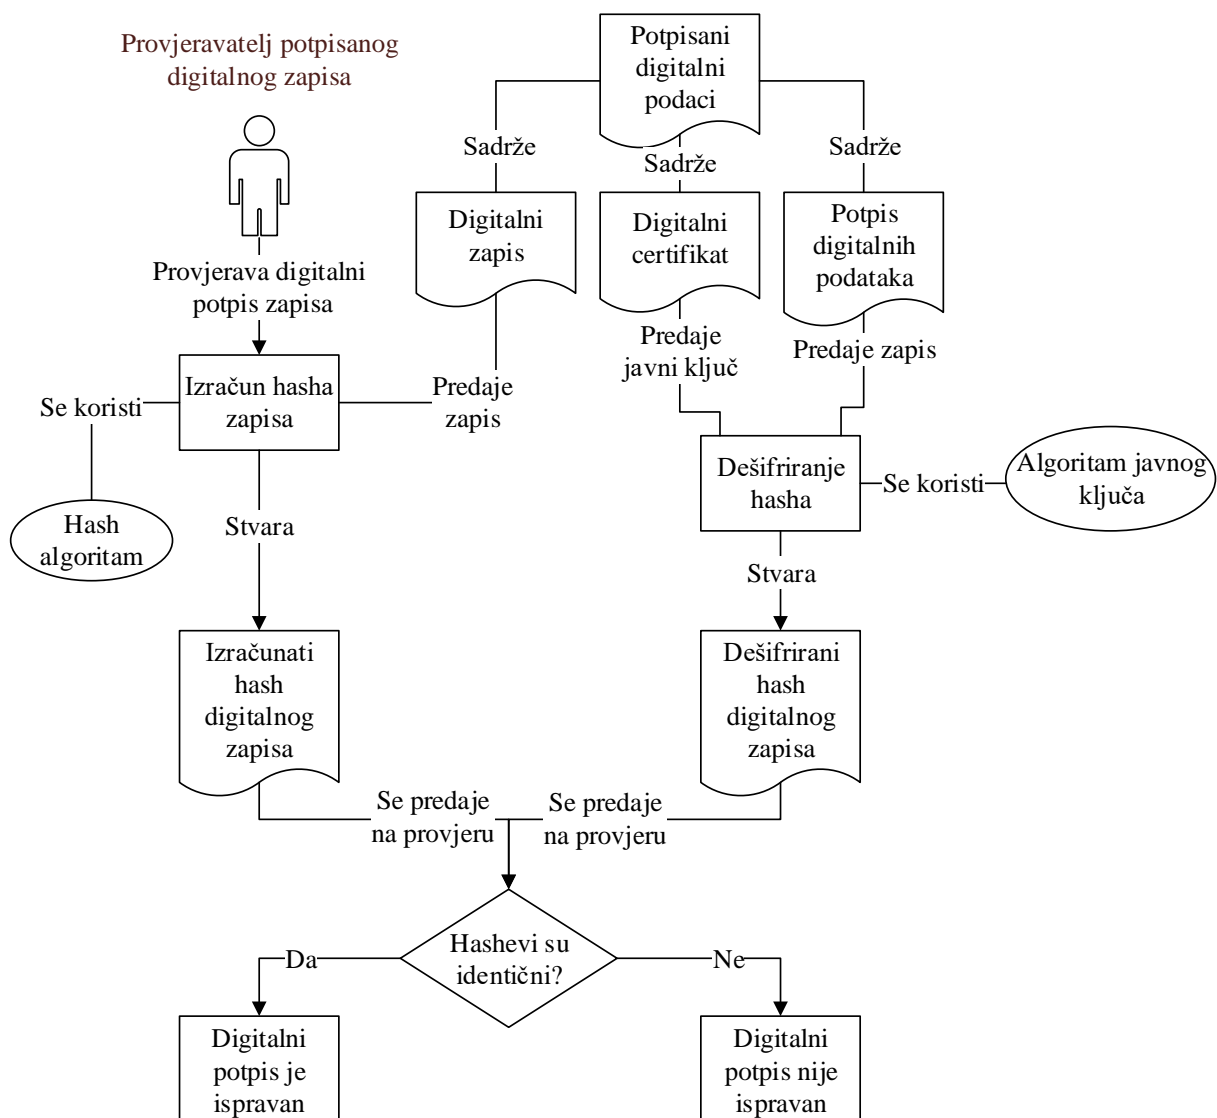 Provjeravatelj potpisanog
digitalnog zapisa
Potpisani
digitalni
podaci
Sadrže
Sadrže
Sadrže
Digitalni
zapis
Digitalni
certifikat
Potpis
digitalnih
podataka
Provjerava digitalni
potpis zapisa
Predaje
javni ključ
Predaje zapis
Izračun hasha
zapisa
Se koristi
Predaje
zapis
Hash
algoritam
Dešifriranje
hasha
Se koristi
Algoritam javnog
ključa
Stvara
Stvara
Izračunati
hash
digitalnog
zapisa
Dešifrirani
hash
digitalnog
zapisa
Se predaje
na provjeru
Se predaje
na provjeru
Hashevi su
identični?
Da
Ne
Digitalni
potpis je
ispravan
Digitalni
potpis nije
ispravan